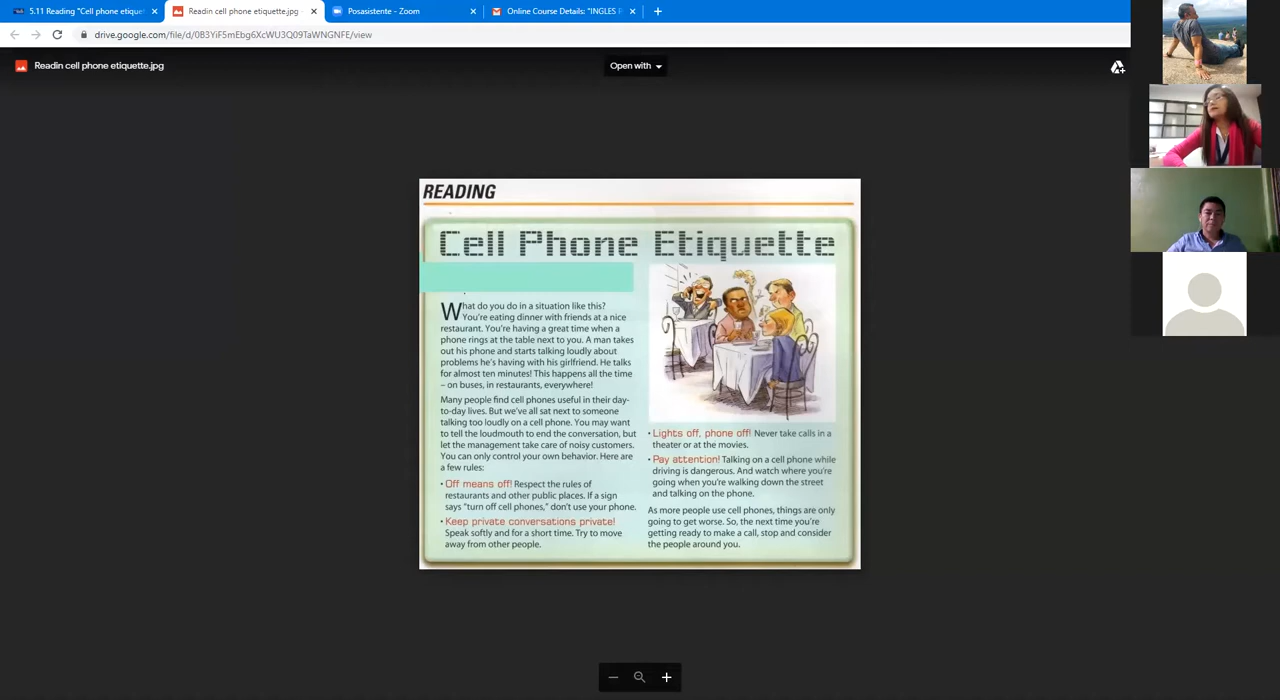 5.11 Reading "Cell phone etique
Readin cell phone etiquette.jpg
Posasistente - Zoom
Online Course Details: "INGLES
drive.google.com/file/d/0B3YiF5mEbg6XcWU3Q09TaWNGNFE/view
Readin cell phone etiquette.jpg
Open with
READING
Cell Phone Etiquette
What do you do in a situation like this?
You're eating dinner with friends at a nice
restaurant. You're having a great time when a
phone rings at the table next to you. A man takes
out his phone and starts talking loudly about
problems he's having with his girlfriend. He talks
for almost ten minutes! This happens all the time
– on buses, in restaurants, everywhere!
Many people find cell phones useful in their day-
to-day lives. But we've all sat next to someone
talking too loudly on a cell phone. You may want
to tell the loudmouth to end the conversation, but
let the management take care of noisy customers.
You can only control your own behavior. Here are
a few rules:
• Off means off! Respect the rules of
restaurants and other public places. If a sign
says "turn off cell phones," don't use your phone.
• Keep private conversations private!
Speak softly and for a short time. Try to move
away from other people.
• Lights off, phone off! Never take calls in a
theater or at the movies.
• Pay attention! Talking on a cell phone while
driving is dangerous. And watch where you're
going when you're walking down the street
and talking on the phone.
As more people use cell phones, things are only
going to get worse. So, the next time you're
getting ready to make a call, stop and consider
the people around you.